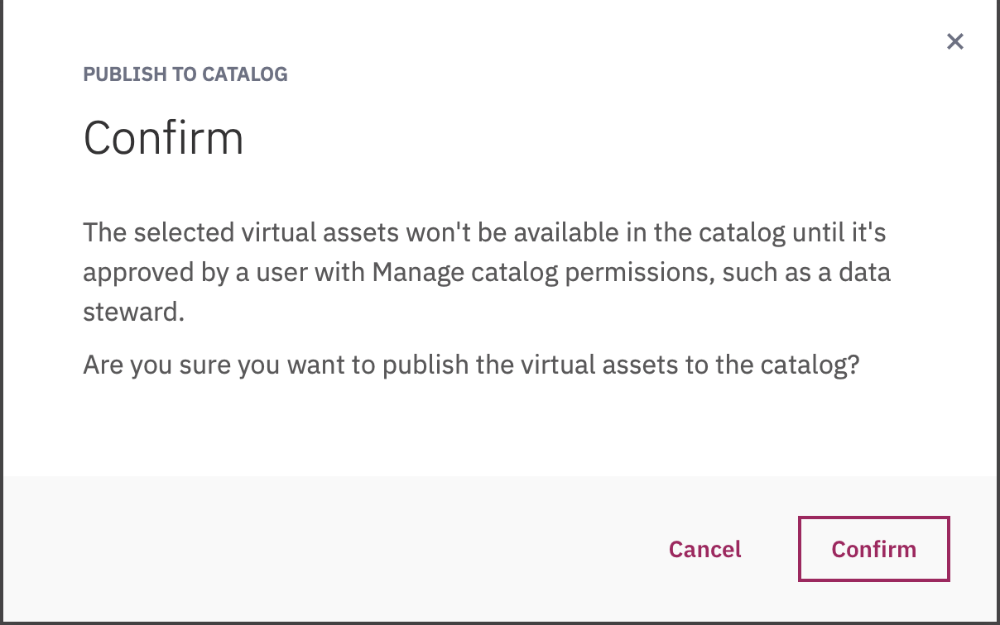 PUBLISH TO CATALOG
Confirm
The selected virtual assets won't be available in the catalog until it's
approved by a user with Manage catalog permissions, such as a data
steward.
Are you sure you want to publish the virtual assets to the catalog?
Cancel
Confirm